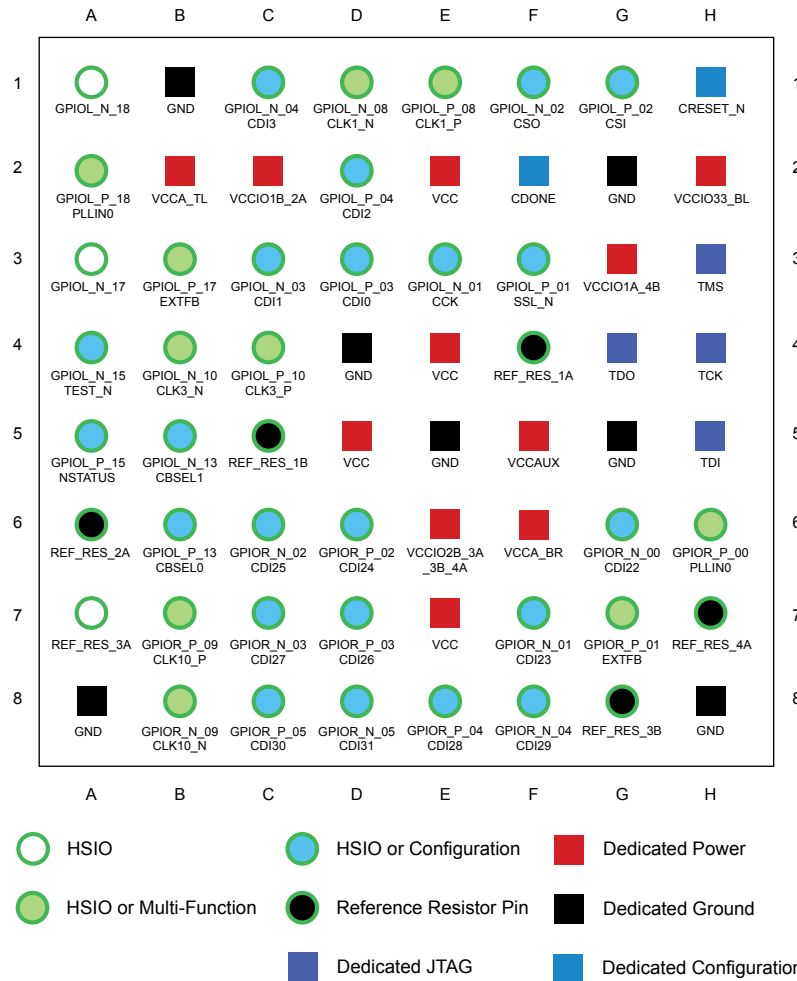 A B C D E F G H
1 1
GPIOL_N_18 GND GPIOL_N_04 GPIOL_N_08 GPIOL_P_08 GPIOL_N_02 GPIOL_P_02 CRESET_N
CDI3 CLK1_N CLK1_P CSO CSI
2 2
GPIOL_P_18 VCCA_TL VCCIO1B_2A GPIOL_P_04 VCC CDONE GND VCCIO33_BL
PLLIN0 CDI2
3 3
GPIOL_N_17 GPIOL_P_17 GPIOL_N_03 GPIOL_P_03 GPIOL_N_01 GPIOL_P_01 VCCIO1A_4B TMS
EXTFB CDI1 CDI0 CCK SSL_N
4 4
GPIOL_N_15 GPIOL_N_10 GPIOL_P_10 GND VCC REF_RES_1A TDO TCK
TEST_N CLK3_N CLK3_P
5 5
GPIOL_P_15 GPIOL_N_13 REF_RES_1B VCC GND VCCAUX GND TDI
NSTATUS CBSEL1
6 6
REF_RES_2A GPIOL_P_13 GPIOR_N_02 GPIOR_P_02 VCCIO2B_3A VCCA_BR GPIOR_N_00 GPIOR_P_00
CBSEL0 CDI25 CDI24 _3B_4A CDI22 PLLIN0
7 7
REF_RES_3A GPIOR_P_09 GPIOR_N_03 GPIOR_P_03 VCC GPIOR_N_01 GPIOR_P_01 REF_RES_4A
CLK10_P CDI27 CDI26 CDI23 EXTFB
8 8
GND GPIOR_N_09 GPIOR_P_05 GPIOR_N_05 GPIOR_P_04 GPIOR_N_04 REF_RES_3B GND
CLK10_N CDI30 CDI31 CDI28 CDI29
A B C D E F G H
HSIO HSIO or Configuration Dedicated Power
HSIO or Multi-Function Reference Resistor Pin Dedicated Ground
Dedicated JTAG Dedicated Configuration